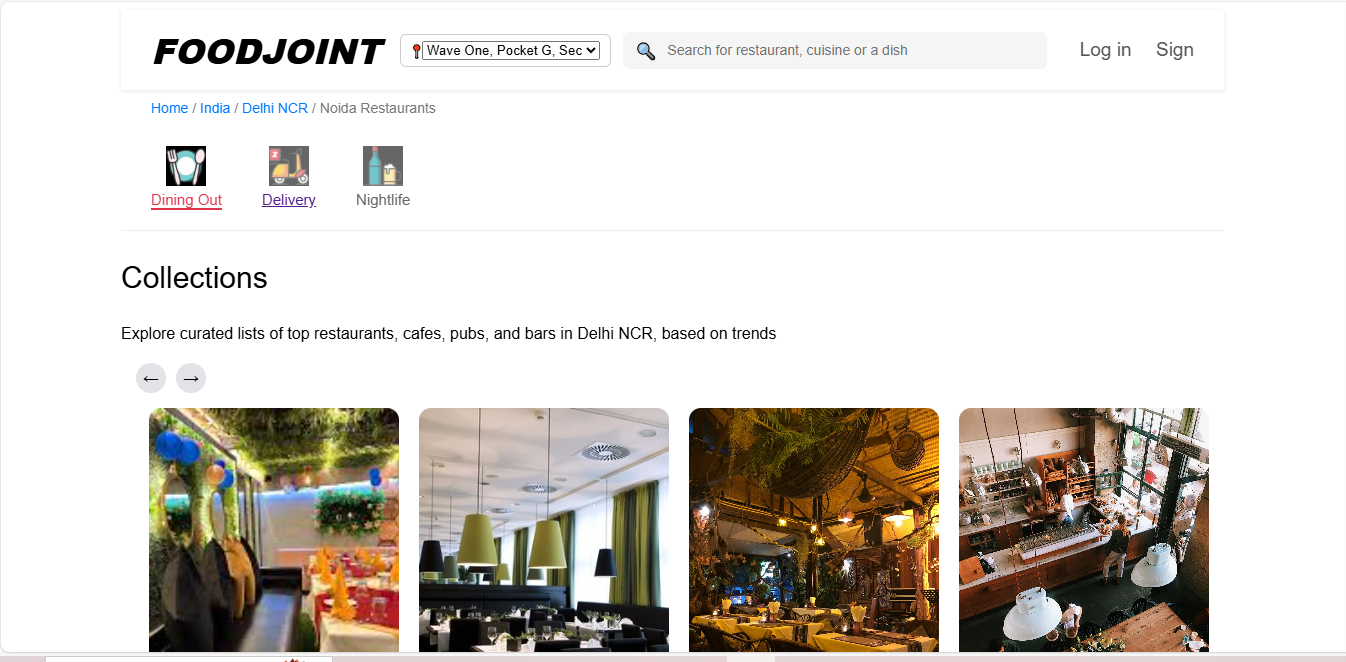 FOODJOINT
Wave One, Pocket G, Sec
Search for restaurant, cuisine or a dish
Log in
Sign
Home / India / Delhi NCR / Noida Restaurants
Dining Out
Delivery
Nightlife
Collections
Explore curated lists of top restaurants, cafes, pubs, and bars in Delhi NCR, based on trends
← →